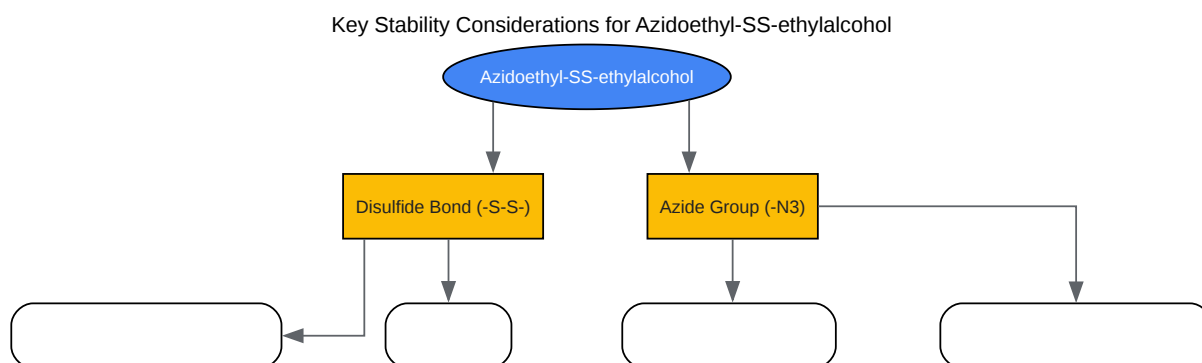 Key Stability Considerations for Azidoethyl-SS-ethylalcohol
Azidoethyl-SS-ethylalcohol
Disulfide Bond (-S-S-)
Azide Group (-N3)